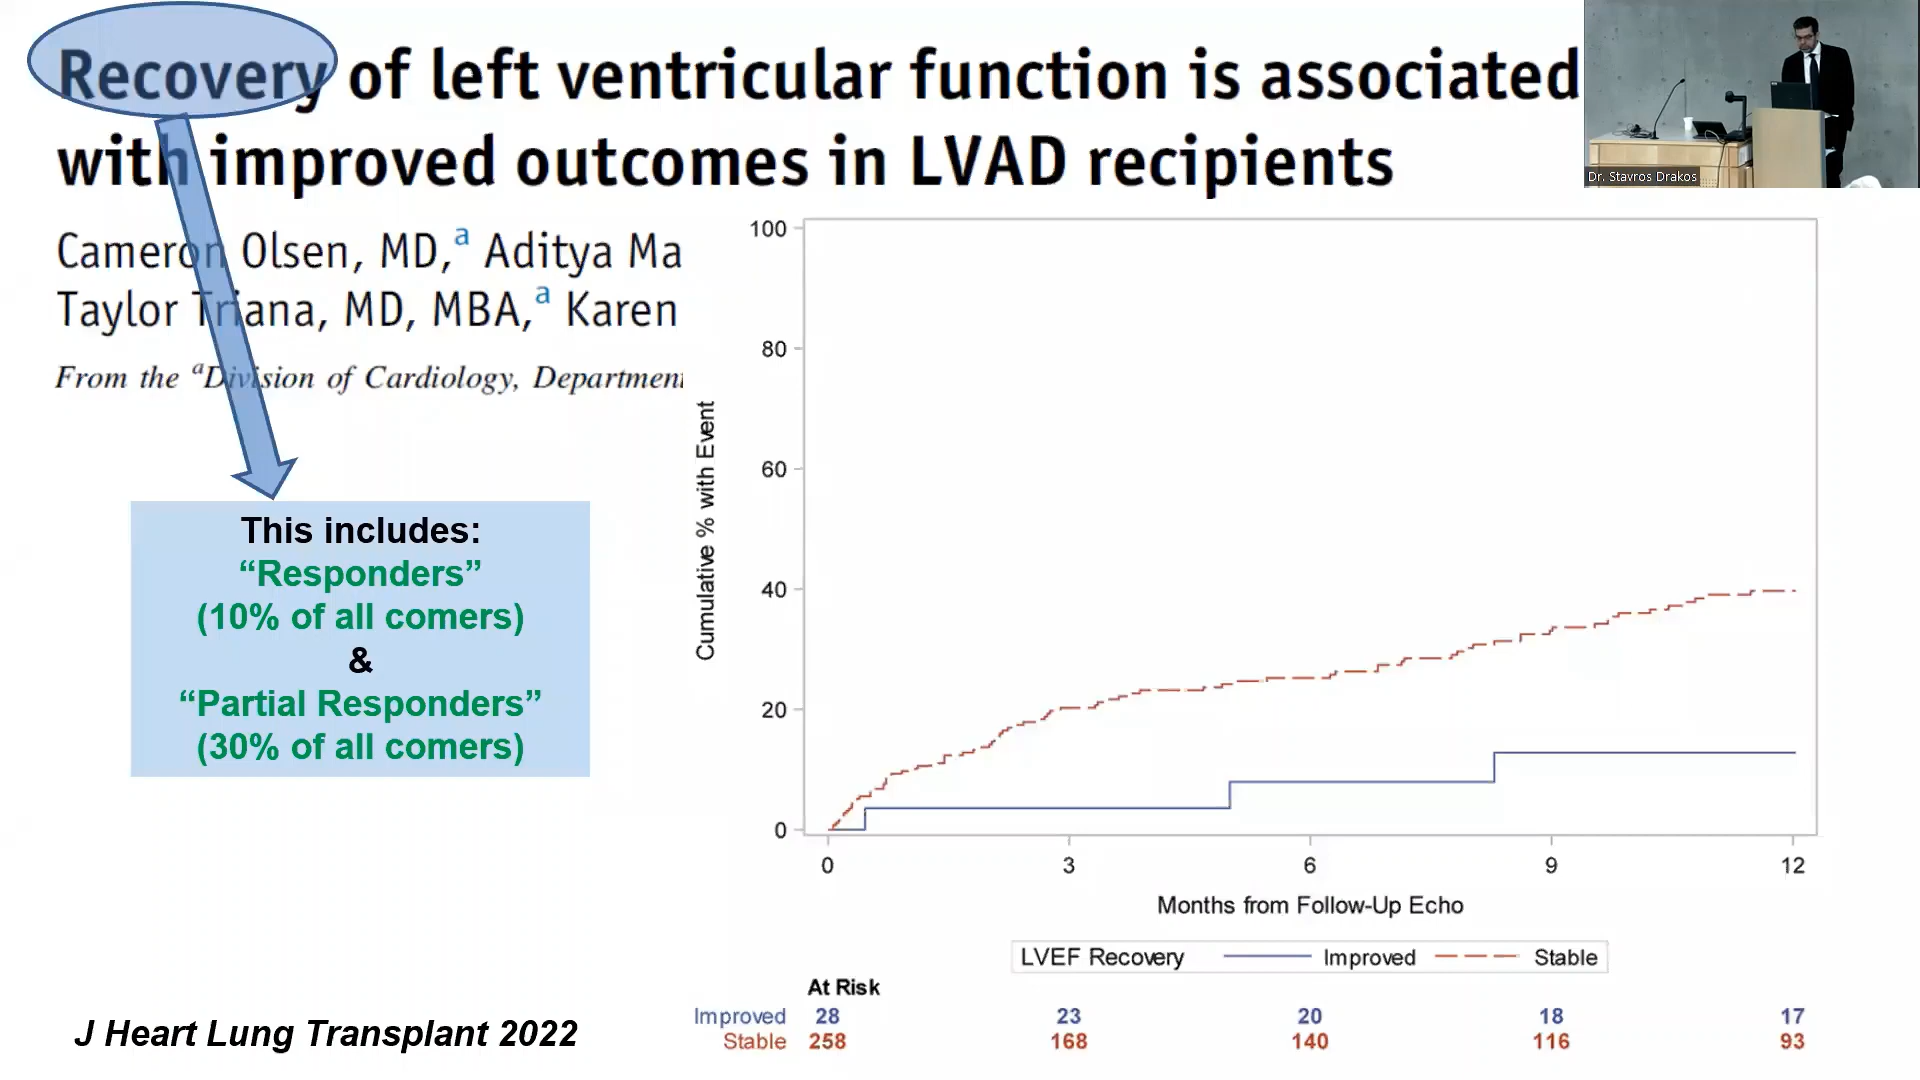 Recovery of left ventricular function is associated
with improved outcomes in LVAD recipients
Cameron Olsen, MD,a Aditya Ma
Taylor Triana, MD, MBA,a Karen
From the aDivision of Cardiology, Department
This includes:
“Responders”
(10% of all comers)
&
“Partial Responders”
(30% of all comers)
J Heart Lung Transplant 2022
Dr. Stavros Drakos
Cumulative % with Event
100
80
60
40
20
0
0 3 6 9 12
Months from Follow-Up Echo
LVEF Recovery Improved Stable
At Risk
Improved 28 23 20 18 17
Stable 258 168 140 116 93